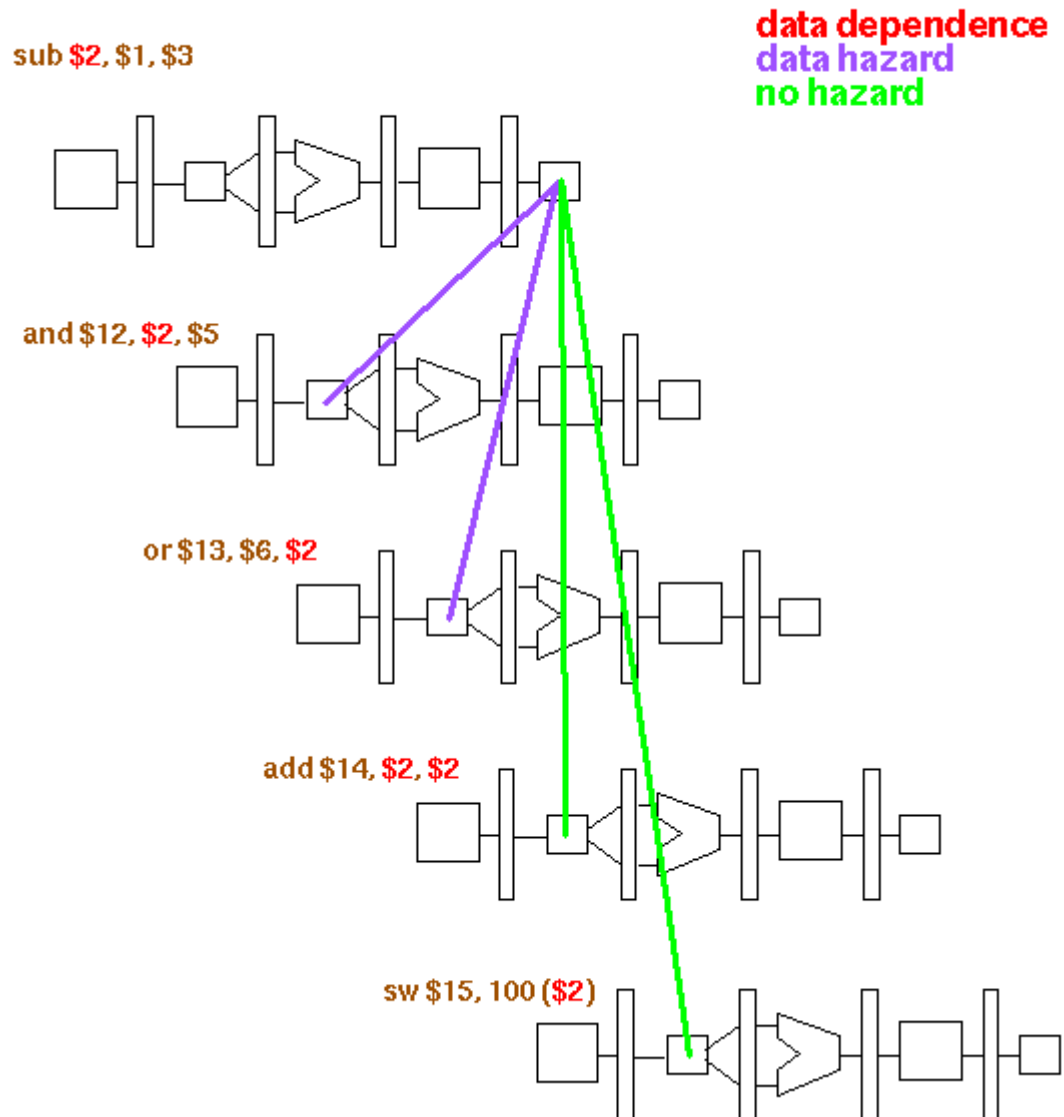 data dependence
data hazard
no hazard
sub $2, $1, $3
and $12, $2, $5
or $13, $6, $2
add $14, $2, $2
sw $15, 100 ($2)